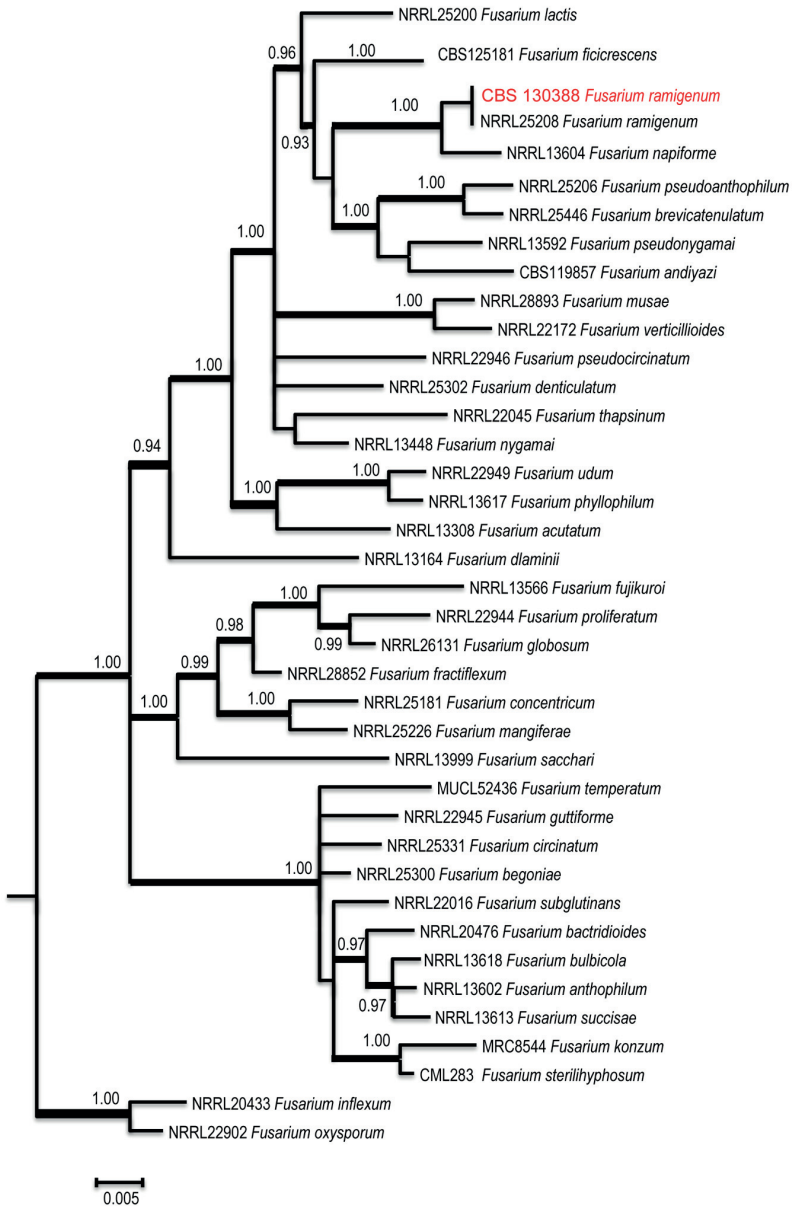 NRRL25200 Fusarium lactis
0.96
CBS125181 Fusarium ficicrescens
1.00
CBS 130388 Fusarium ramigenum
1.00
NRRL25208 Fusarium ramigenum
0.93
NRRL13604 Fusarium napiforme
NRRL25206 Fusarium pseudoanthophilum
1.00
NRRL25446 Fusarium brevicatenulatum
1.00
1.00
NRRL13592 Fusarium pseudonygamai
CBS119857 Fusarium andiyazi
NRRL28893 Fusarium musae
1.00
NRRL22172 Fusarium verticillioides
NRRL22946 Fusarium pseudocircinatum
1.00
NRRL25302 Fusarium denticulatum
NRRL22045 Fusarium thapsinum
0.94
NRRL13448 Fusarium nygamai
NRRL22949 Fusarium udum
1.00
1.00
NRRL13617 Fusarium phyllophilum
NRRL13308 Fusarium acutatum
NRRL13164 Fusarium dlaminii
NRRL13566 Fusarium fujikuroi
1.00
NRRL22944 Fusarium proliferatum
0.98
0.99
NRRL26131 Fusarium globosum
1.00
0.99
NRRL28852 Fusarium fractiflexum
1.00
1.00
NRRL25181 Fusarium concentricum
NRRL25226 Fusarium mangiferae
NRRL13999 Fusarium sacchari
MUCL52436 Fusarium temperatum
NRRL22945 Fusarium guttiforme
NRRL25331 Fusarium circinatum
1.00
NRRL25300 Fusarium begoniae
NRRL22016 Fusarium subglutinans
NRRL20476 Fusarium bactridioides
0.97
NRRL13618 Fusarium bulbicola
NRRL13602 Fusarium anthophilum
0.97
NRRL13613 Fusarium succisae
1.00
MRC8544 Fusarium konzum
CML283 Fusarium sterilihyphosum
1.00
NRRL20433 Fusarium inflexum
NRRL22902 Fusarium oxysporum
0.005